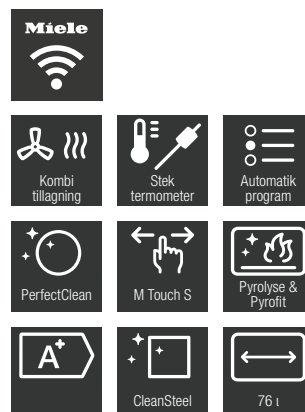 Miele
Kombi
tillagning
Stek
termometer
Automatik
program
PerfectClean
M Touch S
Pyrolyse &
Pyrofit
A+
CleanSteel
76 l